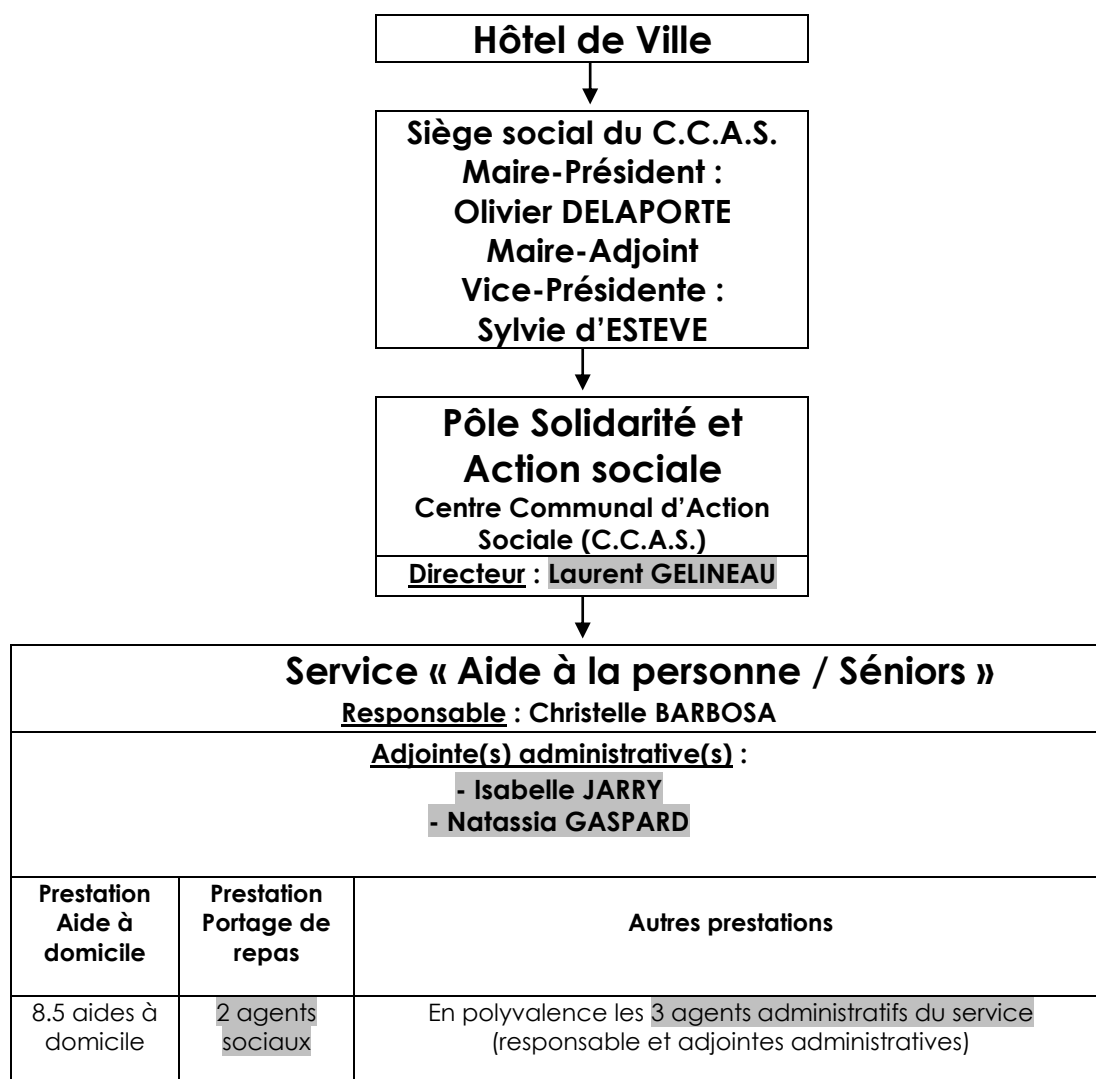 Hôtel de Ville
Siège social du C.C.A.S.
Maire-Président :
Olivier DELAPORTE
Maire-Adjoint
Vice-Présidente :
Sylvie d’ESTEVE
Pôle Solidarité et
Action sociale
Centre Communal d’Action
Sociale (C.C.A.S.)
Directeur : Laurent GELINEAU
Service « Aide à la personne / Séniors »
Responsable : Christelle BARBOSA
Adjointe(s) administrative(s) :
- Isabelle JARRY
- Natassia GASPARD
Prestation
Aide à
domicile
Prestation
Portage de
repas
Autres prestations
8.5 aides à
domicile
2 agents
sociaux
En polyvalence les 3 agents administratifs du service
(responsable et adjointes administratives)